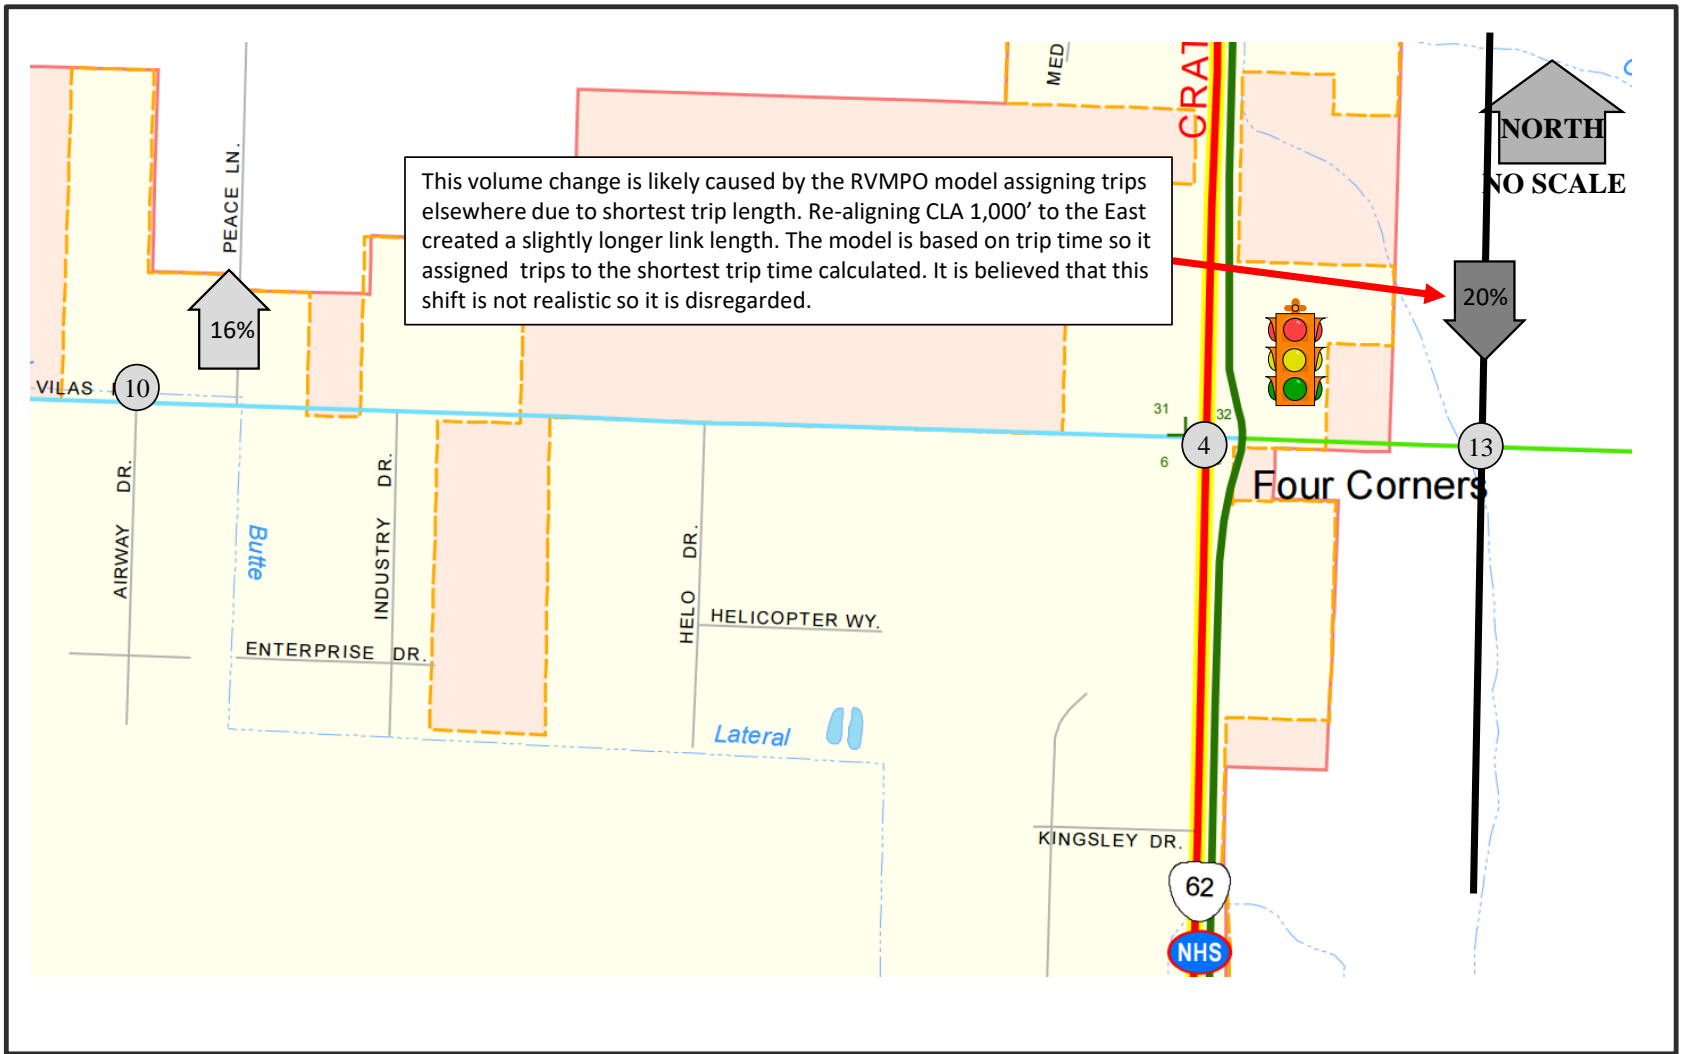 CRAT
MED
NORTH
NO SCALE
PEACE LN.
This volume change is likely caused by the RVMPO model assigning trips
elsewhere due to shortest trip length. Re-aligning CLA 1,000’ to the East
created a slightly longer link length. The model is based on trip time so it
assigned trips to the shortest trip time calculated. It is believed that this
shift is not realistic so it is disregarded.
16%
20%
VILAS
10
31
32
4
6
13
Four Corners
AIRWAY DR.
Butte
INDUSTRY DR.
HELO DR.
HELICOPTER WY.
ENTERPRISE DR.
Lateral
KINGSLEY DR.
62
NHS